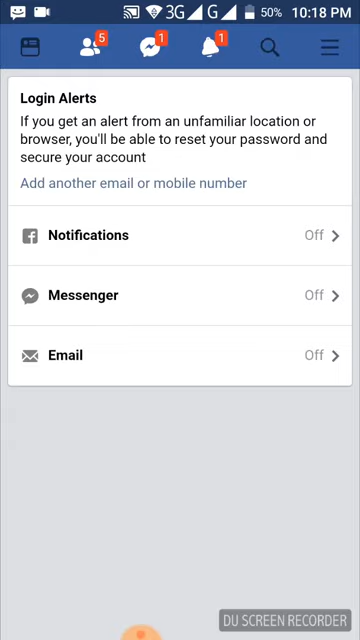 3G G 50% 10:18 PM
5 1 1
Login Alerts
If you get an alert from an unfamiliar location or
browser, you'll be able to reset your password and
secure your account
Add another email or mobile number
Notifications Off
Messenger Off
Email Off
DU SCREEN RECORDER